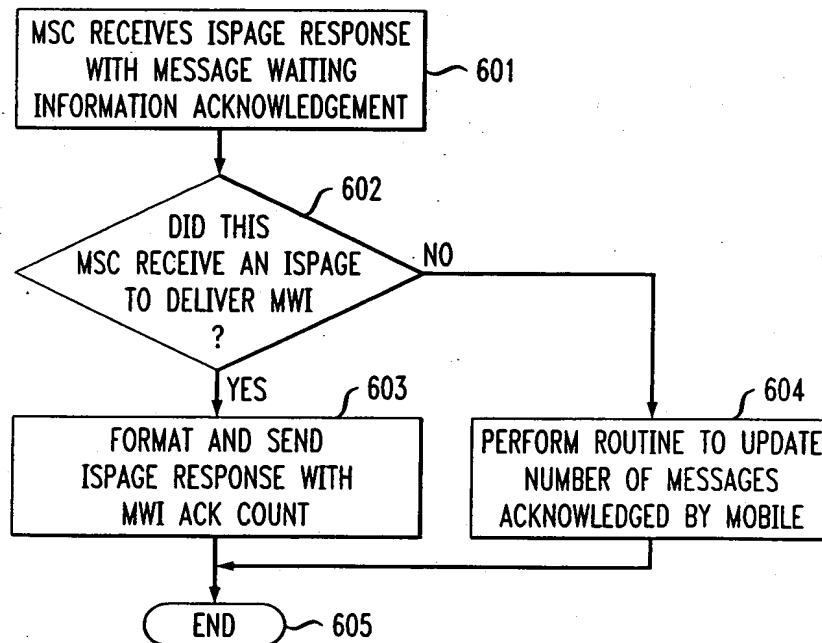 MSC RECEIVES ISPAGE RESPONSE
WITH MESSAGE WAITING
INFORMATION ACKNOWLEDGEMENT
601
602
DID THIS
MSC RECEIVE AN ISPAGE
TO DELIVER MWI
?
NO
YES
603
FORMAT AND SEND
ISPAGE RESPONSE WITH
MWI ACK COUNT
604
PERFORM ROUTINE TO UPDATE
NUMBER OF MESSAGES
ACKNOWLEDGED BY MOBILE
END
605